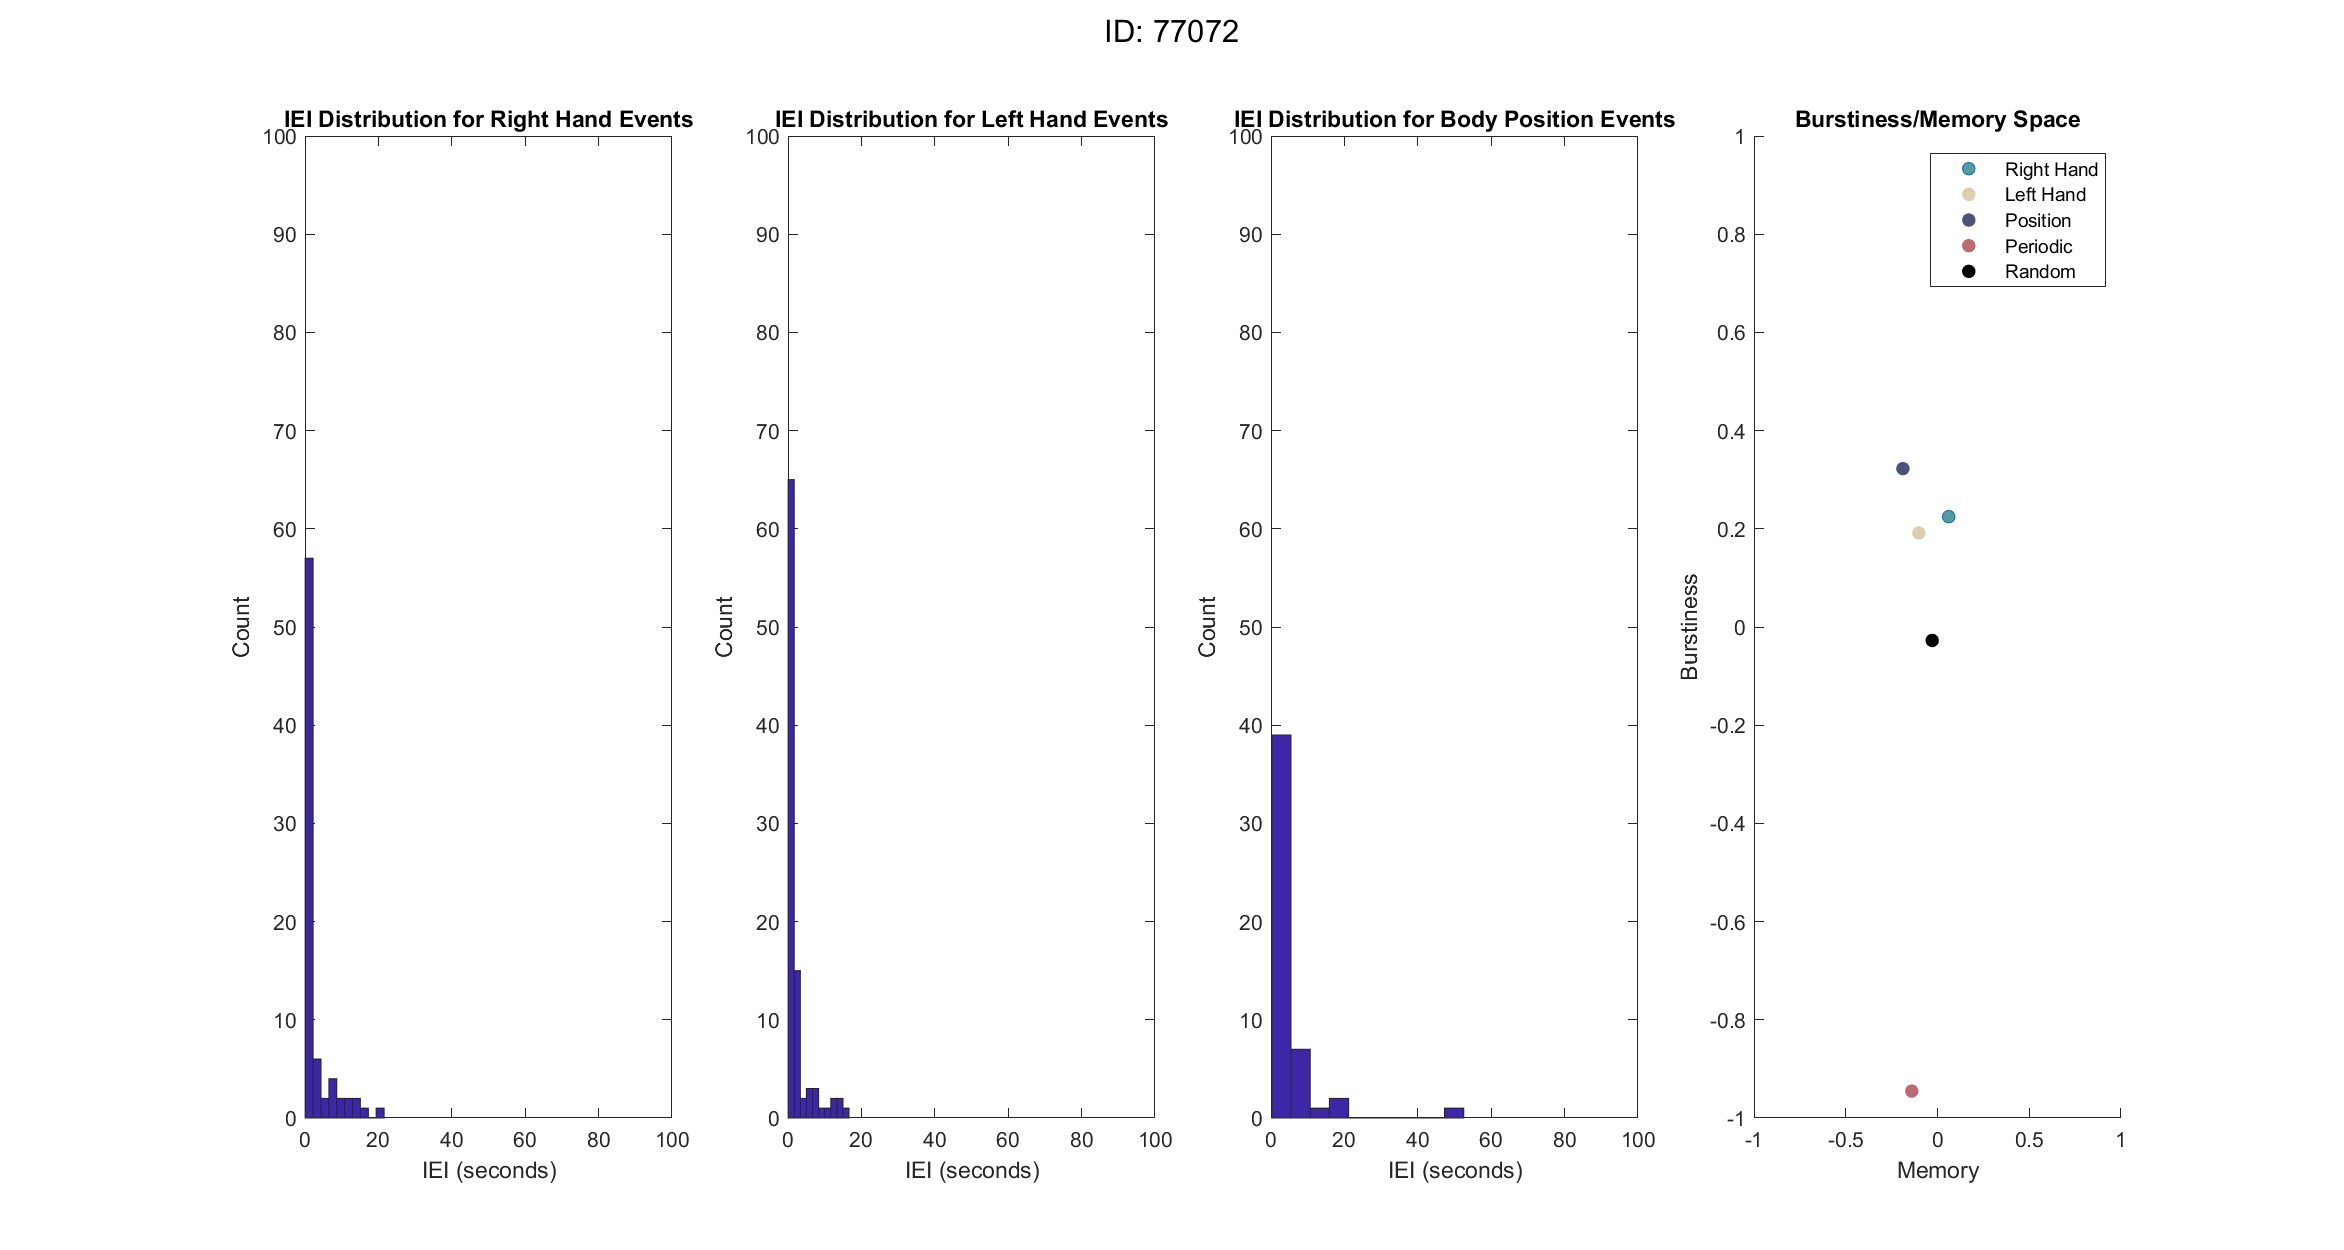 ID: 77072
IEI Distribution for Right Hand Events
100
90
80
70
60
50
40
30
20
10
0
Count
0 20 40 60 80 100
IEI (seconds)
IEI Distribution for Left Hand Events
100
90
80
70
60
50
40
30
20
10
0
Count
0 20 40 60 80 100
IEI (seconds)
IEI Distribution for Body Position Events
100
90
80
70
60
50
40
30
20
10
0
Count
0 20 40 60 80 100
IEI (seconds)
Burstiness/Memory Space
1
0.8
0.6
0.4
0.2
0
-0.2
-0.4
-0.6
-0.8
-1
Burstiness
Right Hand
Left Hand
Position
Periodic
Random
-1 -0.5 0 0.5 1
Memory